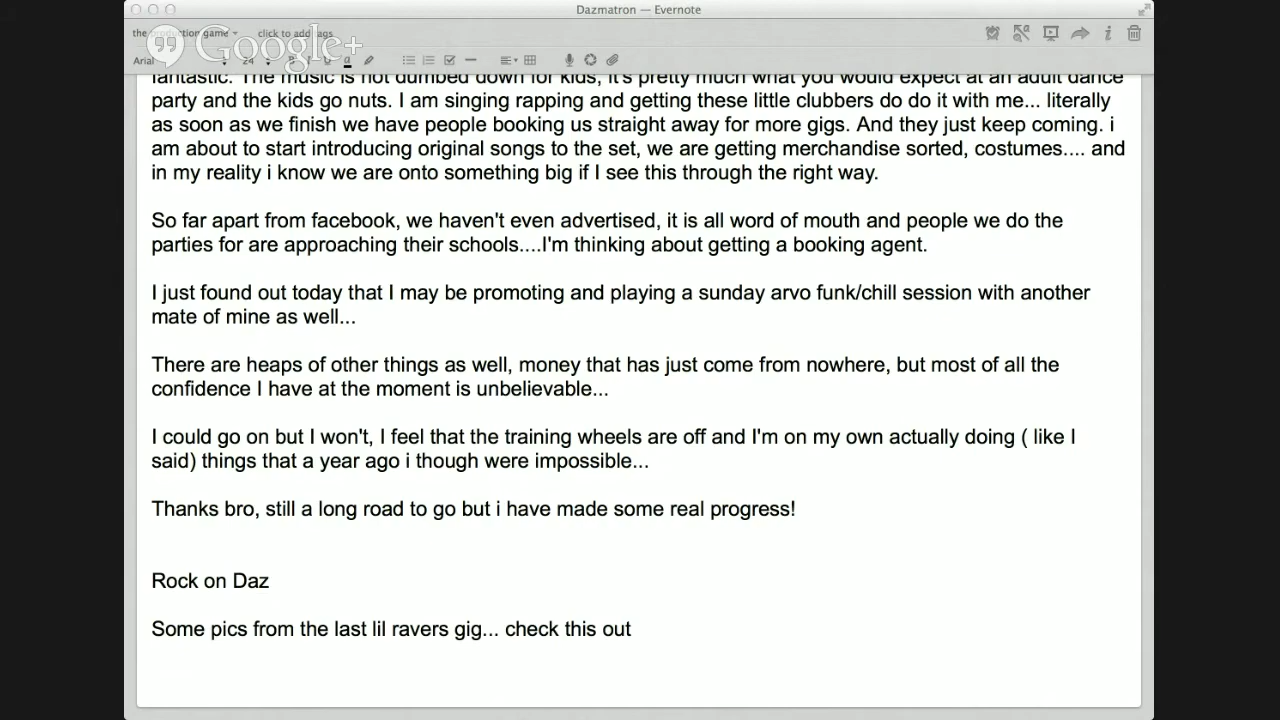 Dazmatron — Evernote
the production game
click to add tags
Google+
Arial
24
fantastic. The music is not dumbed down for kids, it's pretty much what you would expect at an adult dance
party and the kids go nuts. I am singing rapping and getting these little clubbers do do it with me... literally
as soon as we finish we have people booking us straight away for more gigs. And they just keep coming. i
am about to start introducing original songs to the set, we are getting merchandise sorted, costumes.... and
in my reality i know we are onto something big if I see this through the right way.
So far apart from facebook, we haven't even advertised, it is all word of mouth and people we do the
parties for are approaching their schools....I'm thinking about getting a booking agent.
I just found out today that I may be promoting and playing a sunday arvo funk/chill session with another
mate of mine as well...
There are heaps of other things as well, money that has just come from nowhere, but most of all the
confidence I have at the moment is unbelievable...
I could go on but I won't, I feel that the training wheels are off and I'm on my own actually doing ( like I
said) things that a year ago i though were impossible...
Thanks bro, still a long road to go but i have made some real progress!
Rock on Daz
Some pics from the last lil ravers gig... check this out